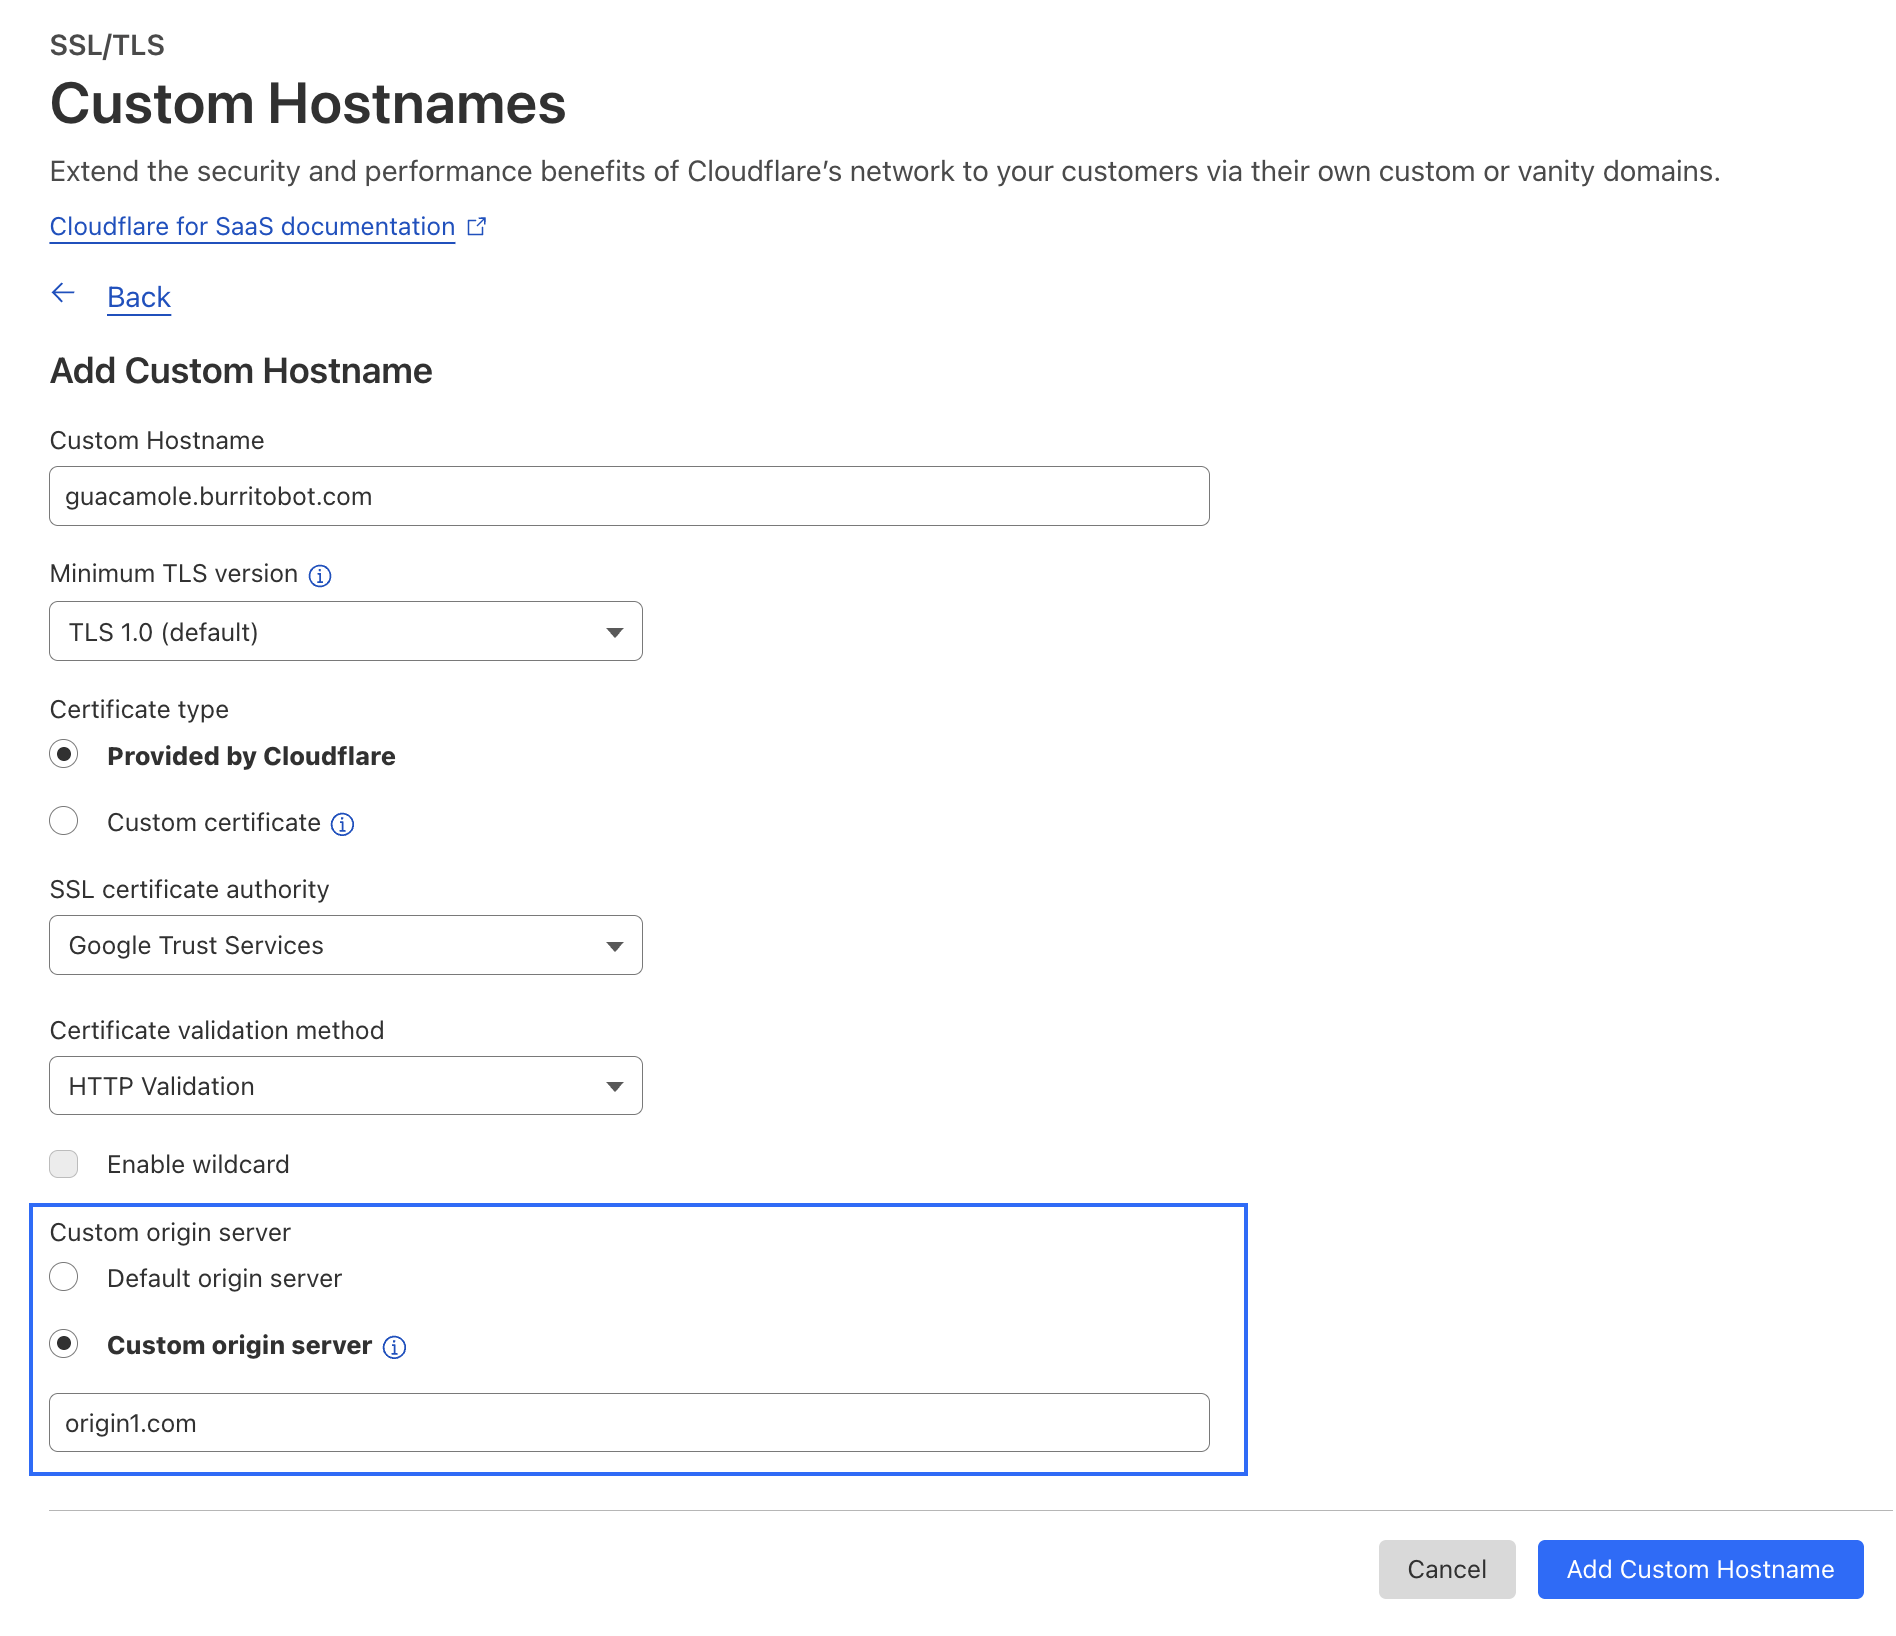 SSL/TLS
Custom Hostnames
Extend the security and performance benefits of Cloudflare’s network to your customers via their own custom or vanity domains.
Cloudflare for SaaS documentation
Back
Add Custom Hostname
Custom Hostname
guacamole.burritobot.com
Minimum TLS version
TLS 1.0 (default)
Certificate type
Provided by Cloudflare
Custom certificate
SSL certificate authority
Google Trust Services
Certificate validation method
HTTP Validation
Enable wildcard
Custom origin server
Default origin server
Custom origin server
origin1.com
Cancel
Add Custom Hostname